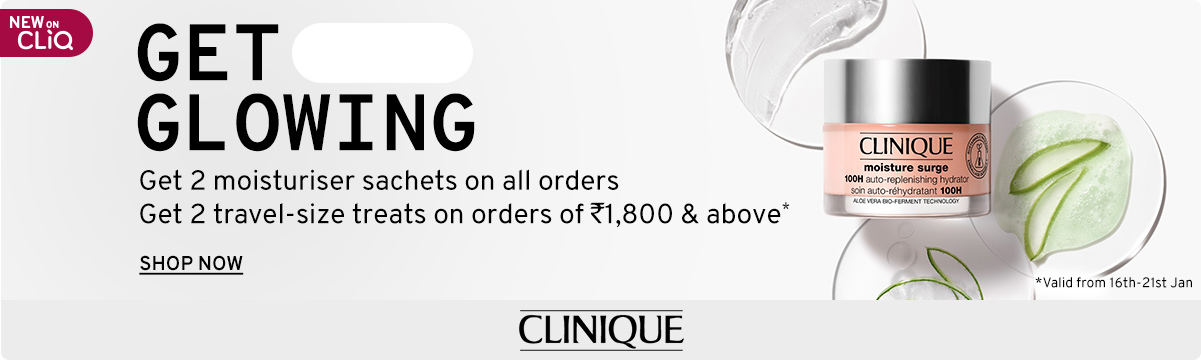 NEW ON
CLiQ
GET
GLOWING
Get 2 moisturiser sachets on all orders
Get 2 travel-size treats on orders of ₹1,800 & above*
SHOP NOW
CLINIQUE
moisture surge
100H auto-replenishing hydrator
soin auto-réhydratant 100H
ALOE VERA BIO-FERMENT TECHNOLOGY
*Valid from 16th-21st Jan
CLINIQUE